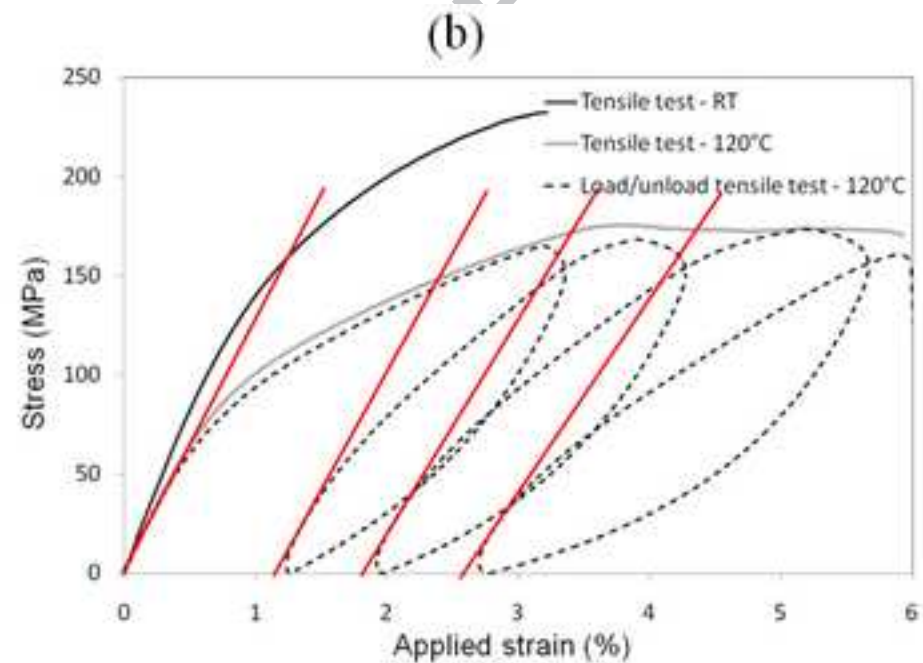 (b)
250
200
150
100
50
0
Stress (MPa)
Tensile test - RT
Tensile test - 120°C
Load/unload tensile test - 120°C
0 1 2 3 4 5 6
Applied strain (%)